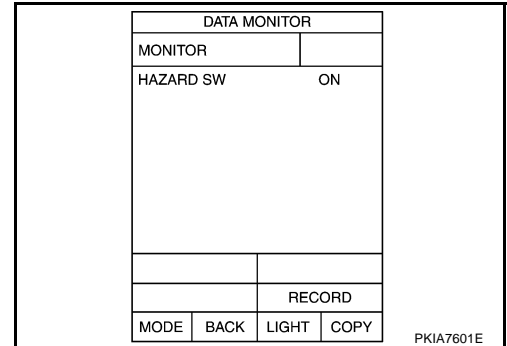 DATA MONITOR
MONITOR
HAZARD SW ON
RECORD
MODE BACK LIGHT COPY
PKIA7601E